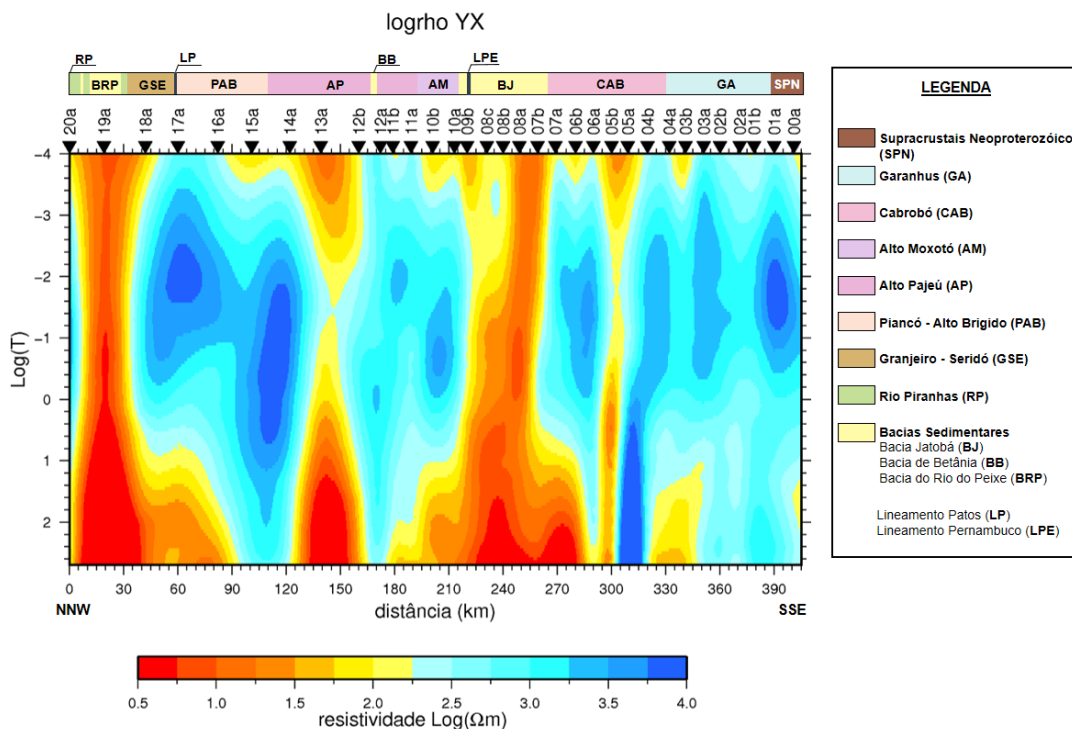 logrho YX
RP LP BB LPE
BRP GSE PAB AP AM BJ CAB GA SPN
20a 19a 18a 17a 16a 15a 14a 13a 12b 12a 11b 11a 10b 10a 09b 08c 08b 08a 07b 07a 06b 06a 05b 05a 04b 04a 03b 03a 02b 02a 01b 01a 00a
−4
−3
−2
−1
0
1
2
Log(T)
0 30 60 90 120 150 180 210 240 270 300 330 360 390
NNW distância (km) SSE
0.5 1.0 1.5 2.0 2.5 3.0 3.5 4.0
resistividade Log(Ωm)
LEGENDA
Supracrustais Neoproterozóico
(SPN)
Garanhus (GA)
Cabrobó (CAB)
Alto Moxotó (AM)
Alto Pajeú (AP)
Piancó - Alto Brigido (PAB)
Granjeiro - Seridó (GSE)
Rio Piranhas (RP)
Bacias Sedimentares
Bacia Jatobá (BJ)
Bacia de Betânia (BB)
Bacia do Rio do Peixe (BRP)
Lineamento Patos (LP)
Lineamento Pernambuco (LPE)